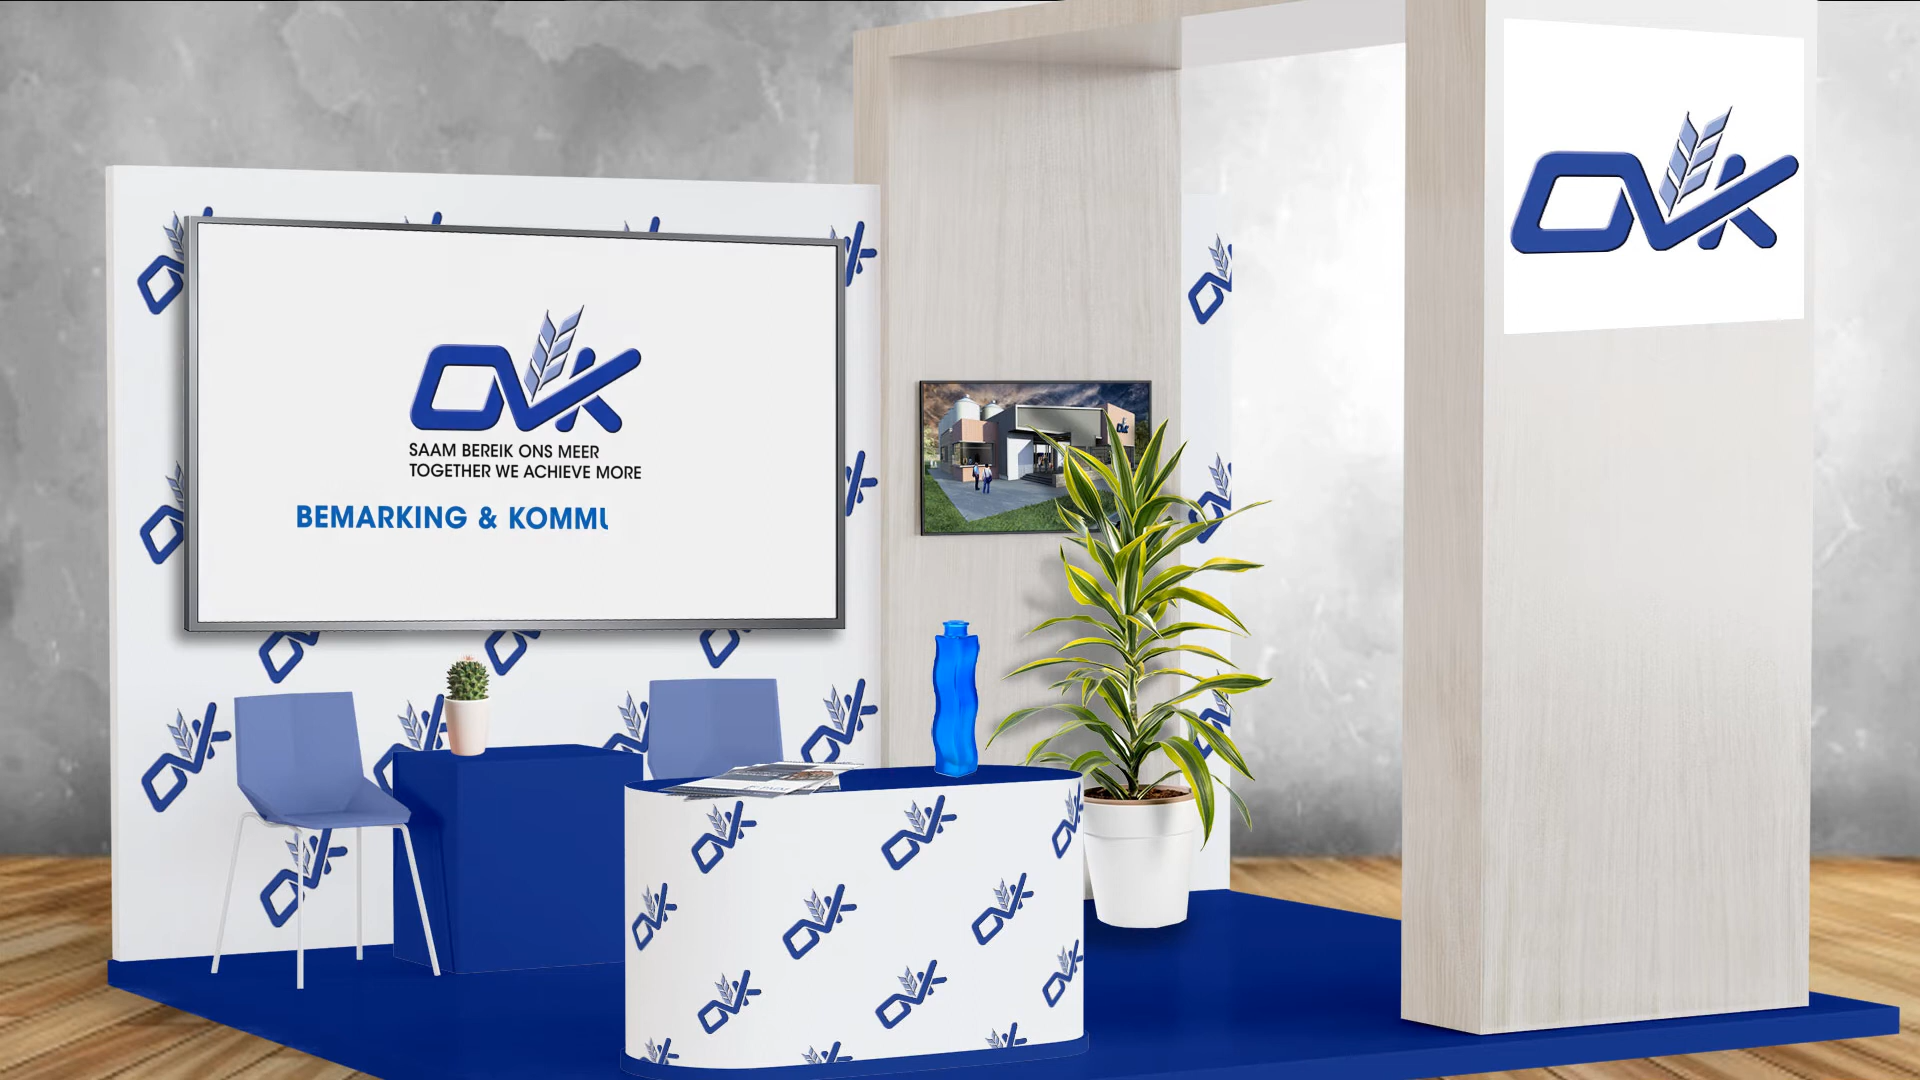 OVK
SAAM BEREIK ONS MEER
TOGETHER WE ACHIEVE MORE
BEMARKING & KOMMU
OVK